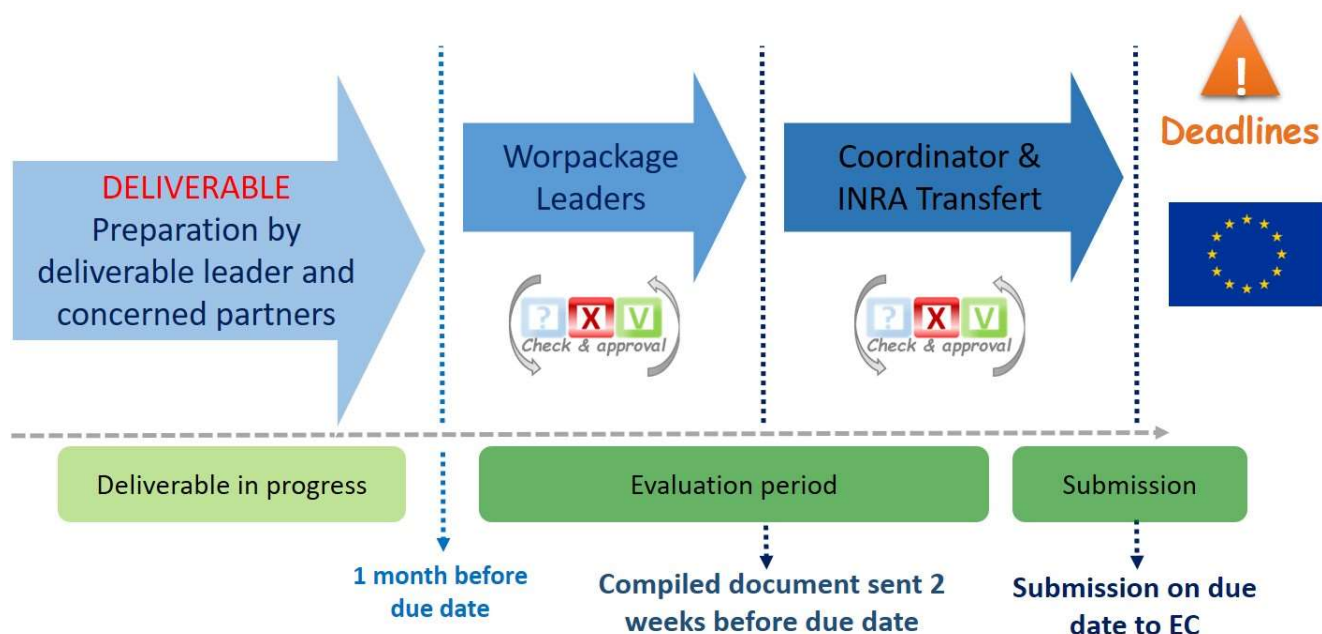 !
Deadlines
DELIVERABLE
Preparation by
deliverable leader and
concerned partners
Worpackage
Leaders
Coordinator &
INRA Transfert
? X V
Check & approval
? X V
Check & approval
Deliverable in progress
Evaluation period
Submission
1 month before
due date
Compiled document sent 2
weeks before due date
Submission on due
date to EC